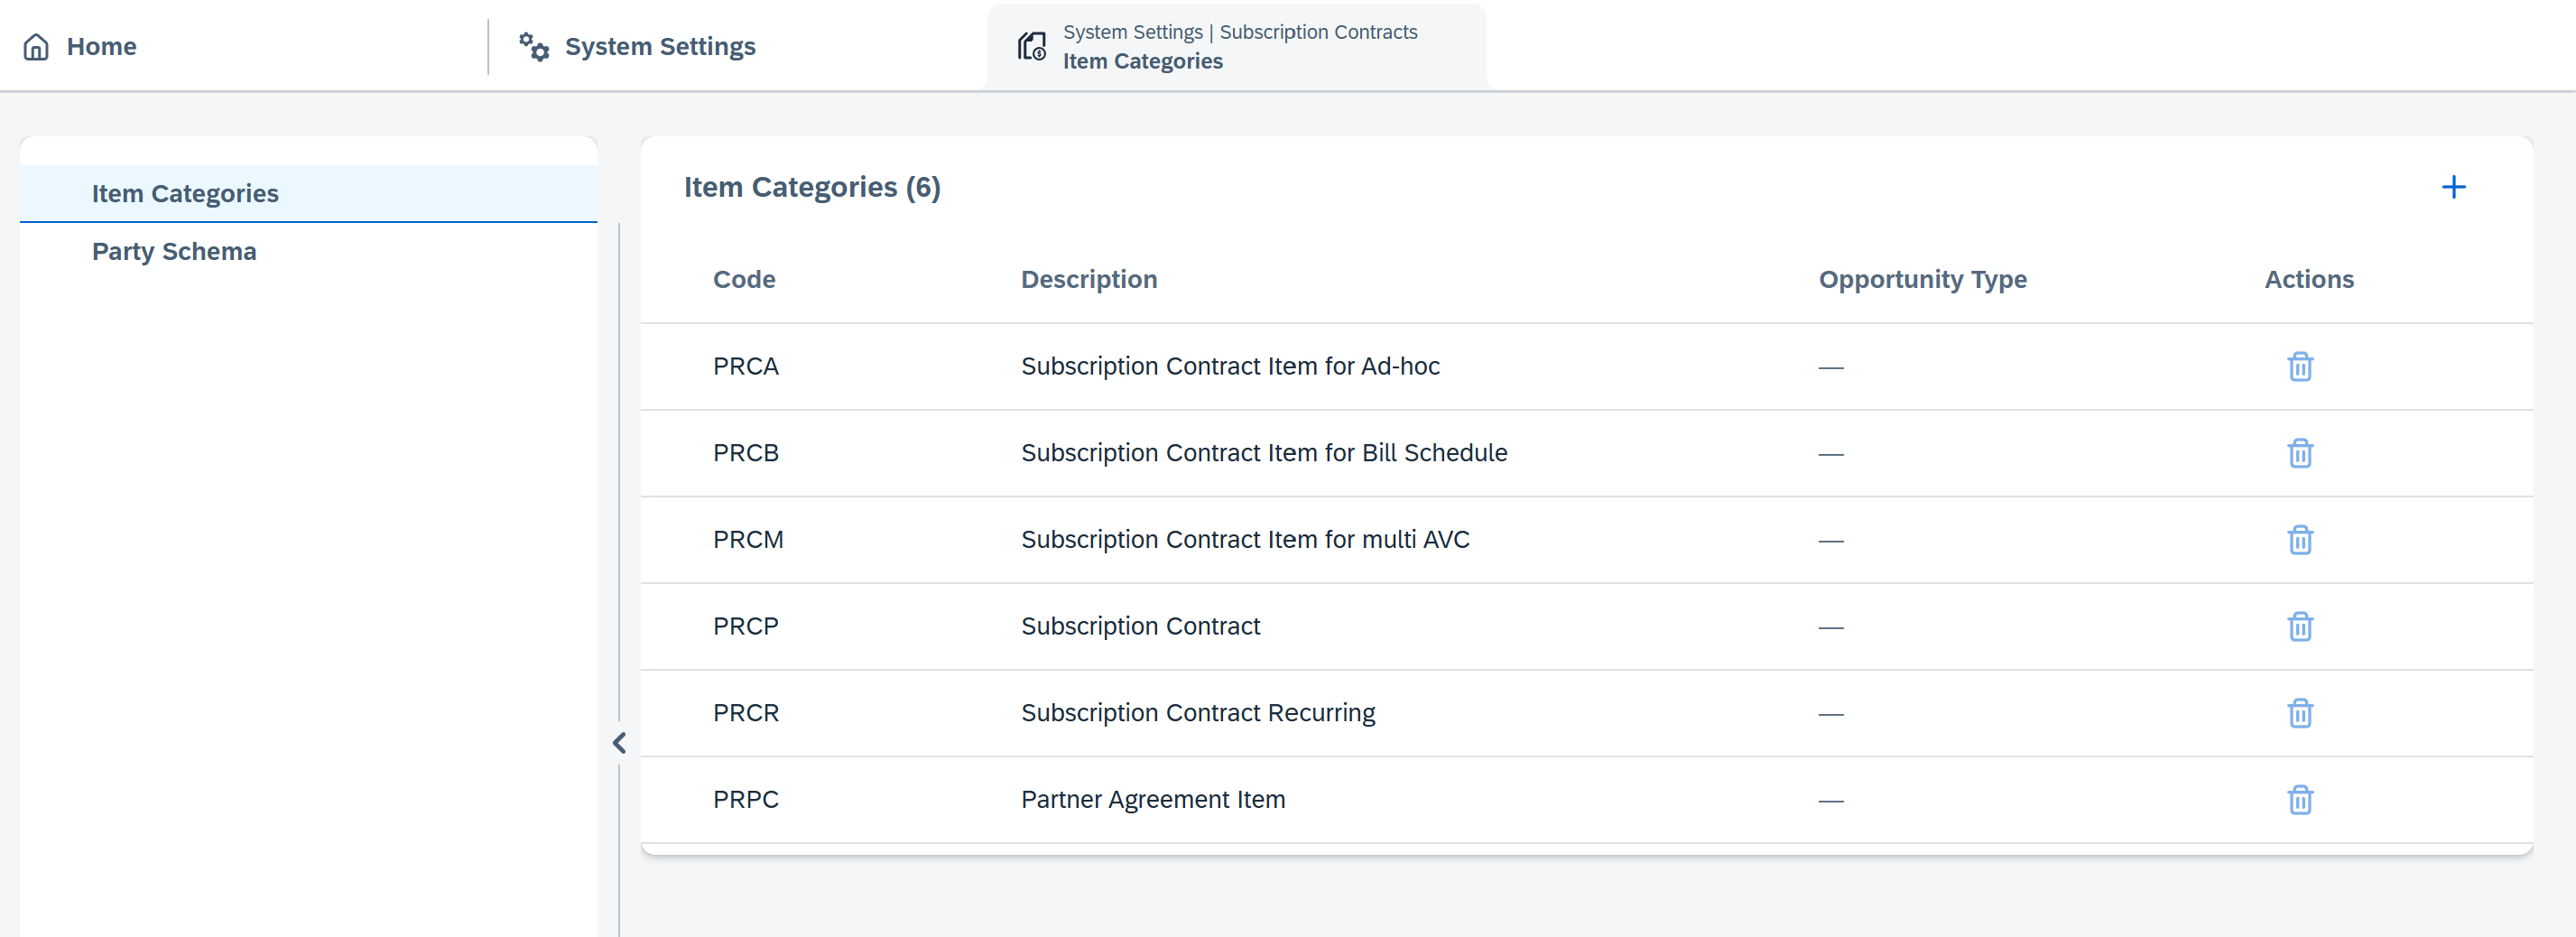 Home
System Settings
System Settings | Subscription Contracts
Item Categories
Item Categories
Party Schema
Item Categories (6)
Code Description Opportunity Type Actions
PRCA Subscription Contract Item for Ad-hoc —
PRCB Subscription Contract Item for Bill Schedule —
PRCM Subscription Contract Item for multi AVC —
PRCP Subscription Contract —
PRCR Subscription Contract Recurring —
PRPC Partner Agreement Item —